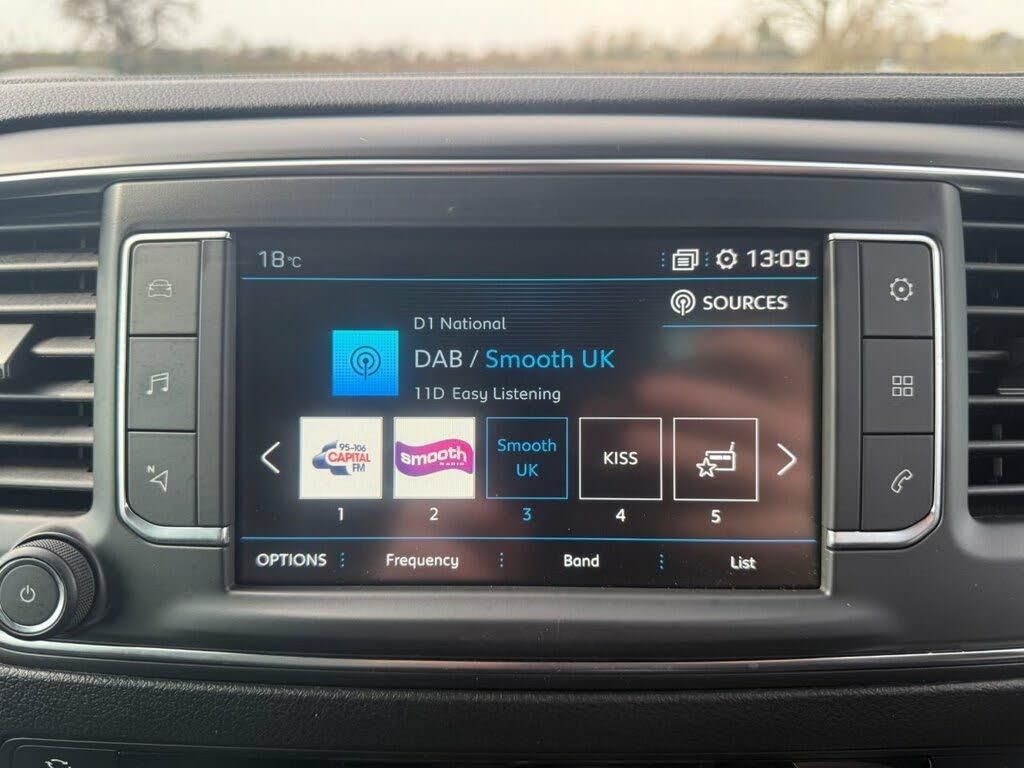 18°C
13:09
SOURCES
D1 National
DAB / Smooth UK
11D Easy Listening
95-106
CAPITAL
FM
smooth
RADIO
Smooth
UK
KISS
1
2
3
4
5
OPTIONS
Frequency
Band
List
N